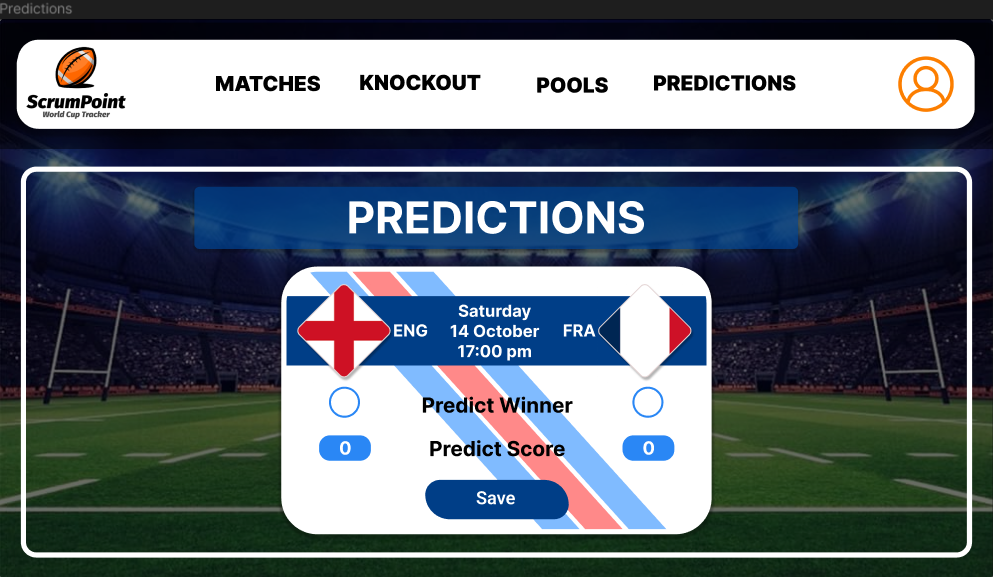 Predictions
ScrumPoint
World Cup Tracker
MATCHES
KNOCKOUT
POOLS
PREDICTIONS
PREDICTIONS
ENG
Saturday
14 October
17:00 pm
FRA
Predict Winner
0
Predict Score
0
Save